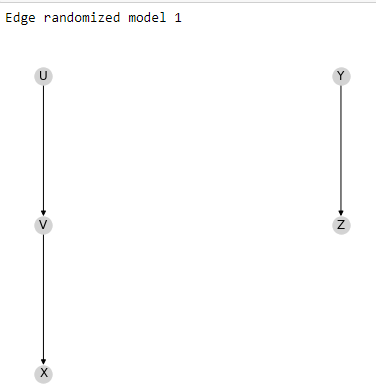 Edge randomized model 1
U
Y
V
Z
X